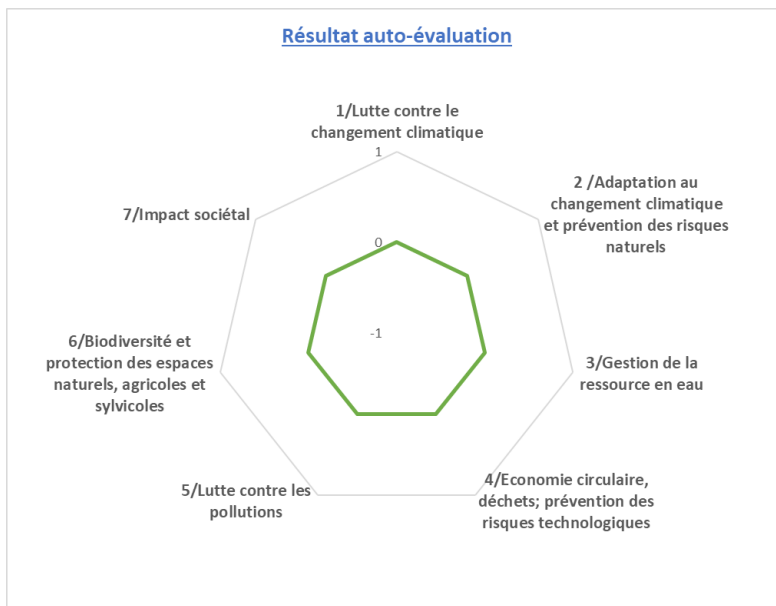 Résultat auto-évaluation
1/Lutte contre le
changement climatique
1
2 /Adaptation au
changement climatique
et prévention des risques
naturels
7/Impact sociétal
0
-1
3/Gestion de la
ressource en eau
6/Biodiversité et
protection des espaces
naturels, agricoles et
sylvicoles
4/Economie circulaire,
déchets; prévention des
risques technologiques
5/Lutte contre les
pollutions